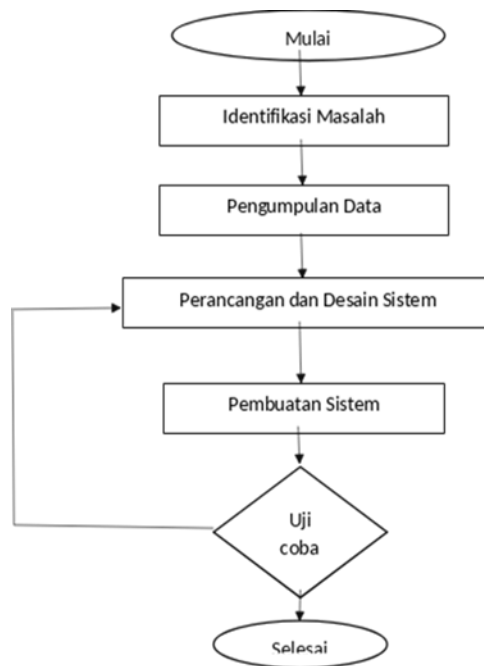 Mulai
Identifikasi Masalah
Pengumpulan Data
Perancangan dan Desain Sistem
Pembuatan Sistem
Uji
coba
Selesai